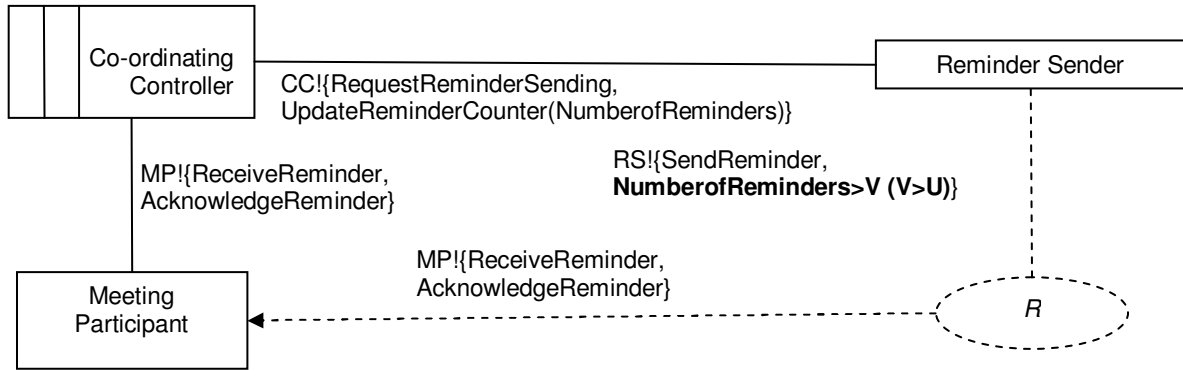 Co-ordinating
Controller
Reminder Sender
CC!{RequestReminderSending,
UpdateReminderCounter(NumberofReminders)}
MP!{ReceiveReminder,
AcknowledgeReminder}
RS!{SendReminder,
NumberofReminders>V (V>U)}
MP!{ReceiveReminder,
AcknowledgeReminder}
Meeting
Participant
R